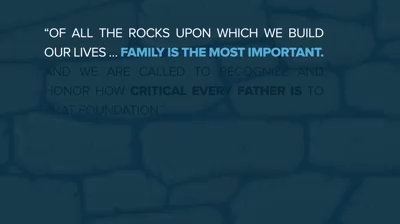 “OF ALL THE ROCKS UPON WHICH WE BUILD
OUR LIVES ... FAMILY IS THE MOST IMPORTANT.
AND WE ARE CALLED TO RECOGNIZE AND
HONOR HOW CRITICAL EVERY FATHER IS TO
THAT FOUNDATION.”